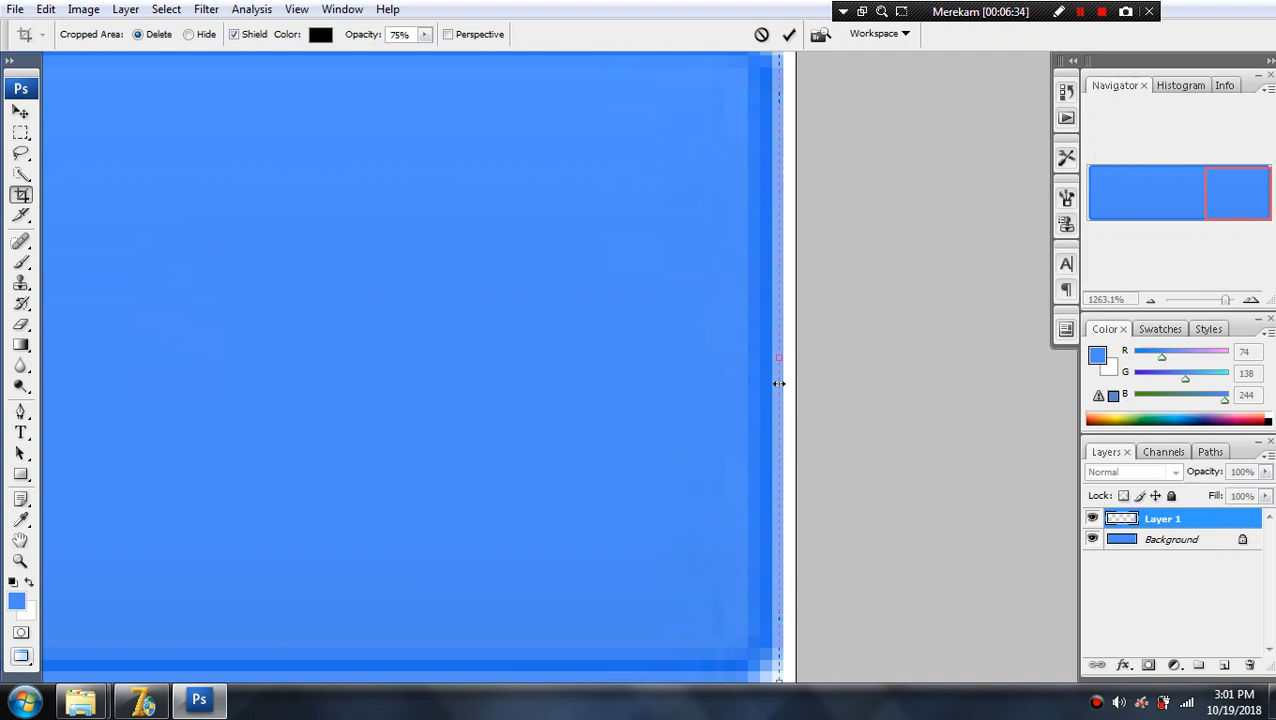 File Edit Image Layer Select Filter Analysis View Window Help
Merekam [00:06:34]
Cropped Area: Delete Hide Shield Color: Opacity: 75% Perspective Workspace
Ps
Navigator Histogram Info
1263.1%
Color Swatches Styles
R 74
G 138
B 244
Layers Channels Paths
Normal Opacity: 100%
Lock: Fill: 100%
Layer 1
Background
Ps
3:01 PM
10/19/2018